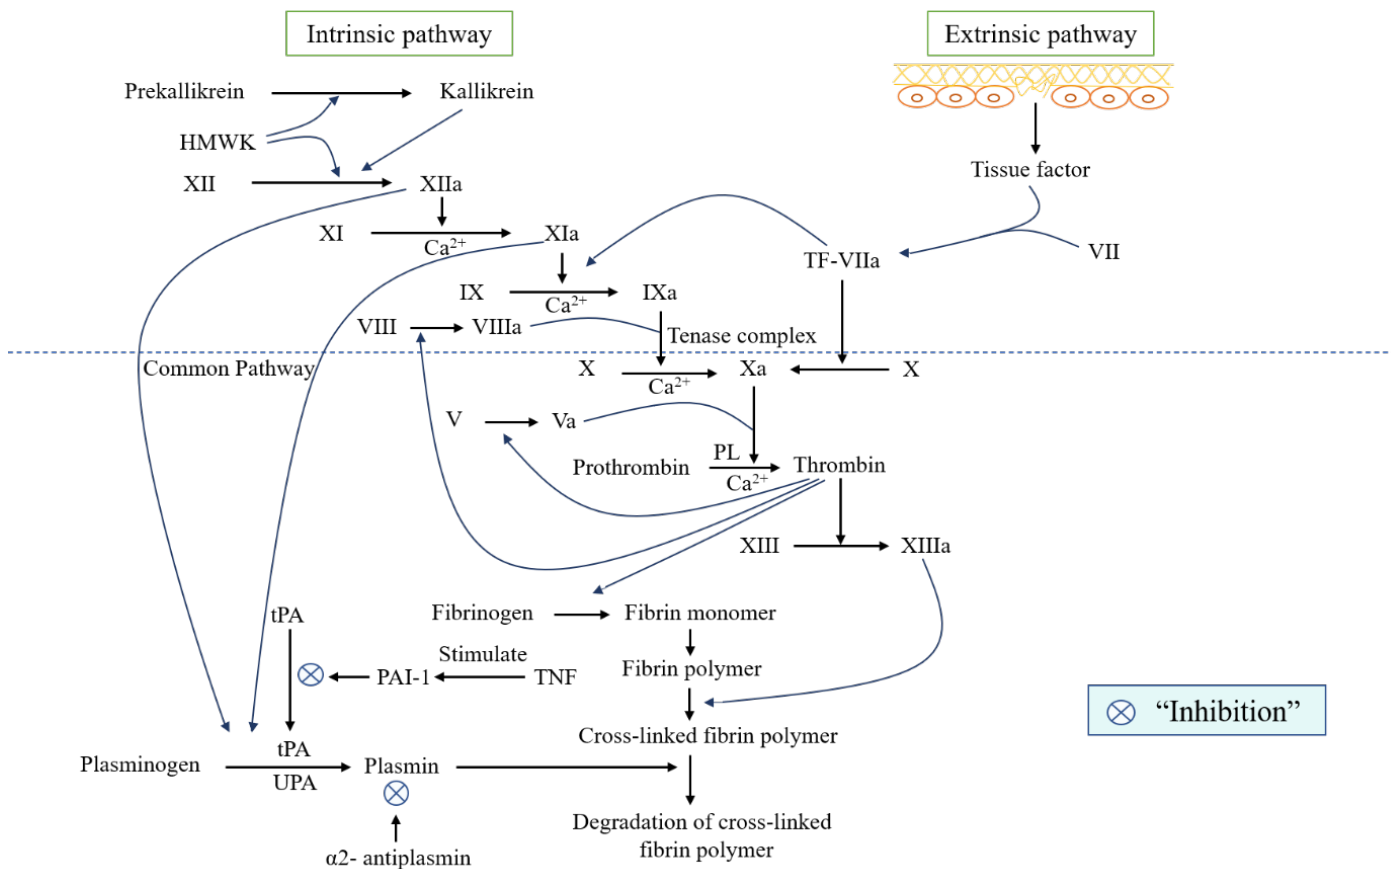 Intrinsic pathway
Extrinsic pathway
Prekallikrein
Kallikrein
HMWK
Tissue factor
XII
XIIa
XI
Ca²⁺
XIa
VII
TF-VIIa
IX
Ca²⁺
IXa
VIII
VIIIa
Tenase complex
Common Pathway
X
Ca²⁺
Xa
X
V
Va
Prothrombin
PL
Ca²⁺
Thrombin
XIII
XIIIa
Fibrinogen
Fibrin monomer
tPA
Stimulate
PAI-1
TNF
Fibrin polymer
“Inhibition”
Cross-linked fibrin polymer
Plasminogen
tPA
UPA
Plasmin
Degradation of cross-linked
fibrin polymer
α2- antiplasmin